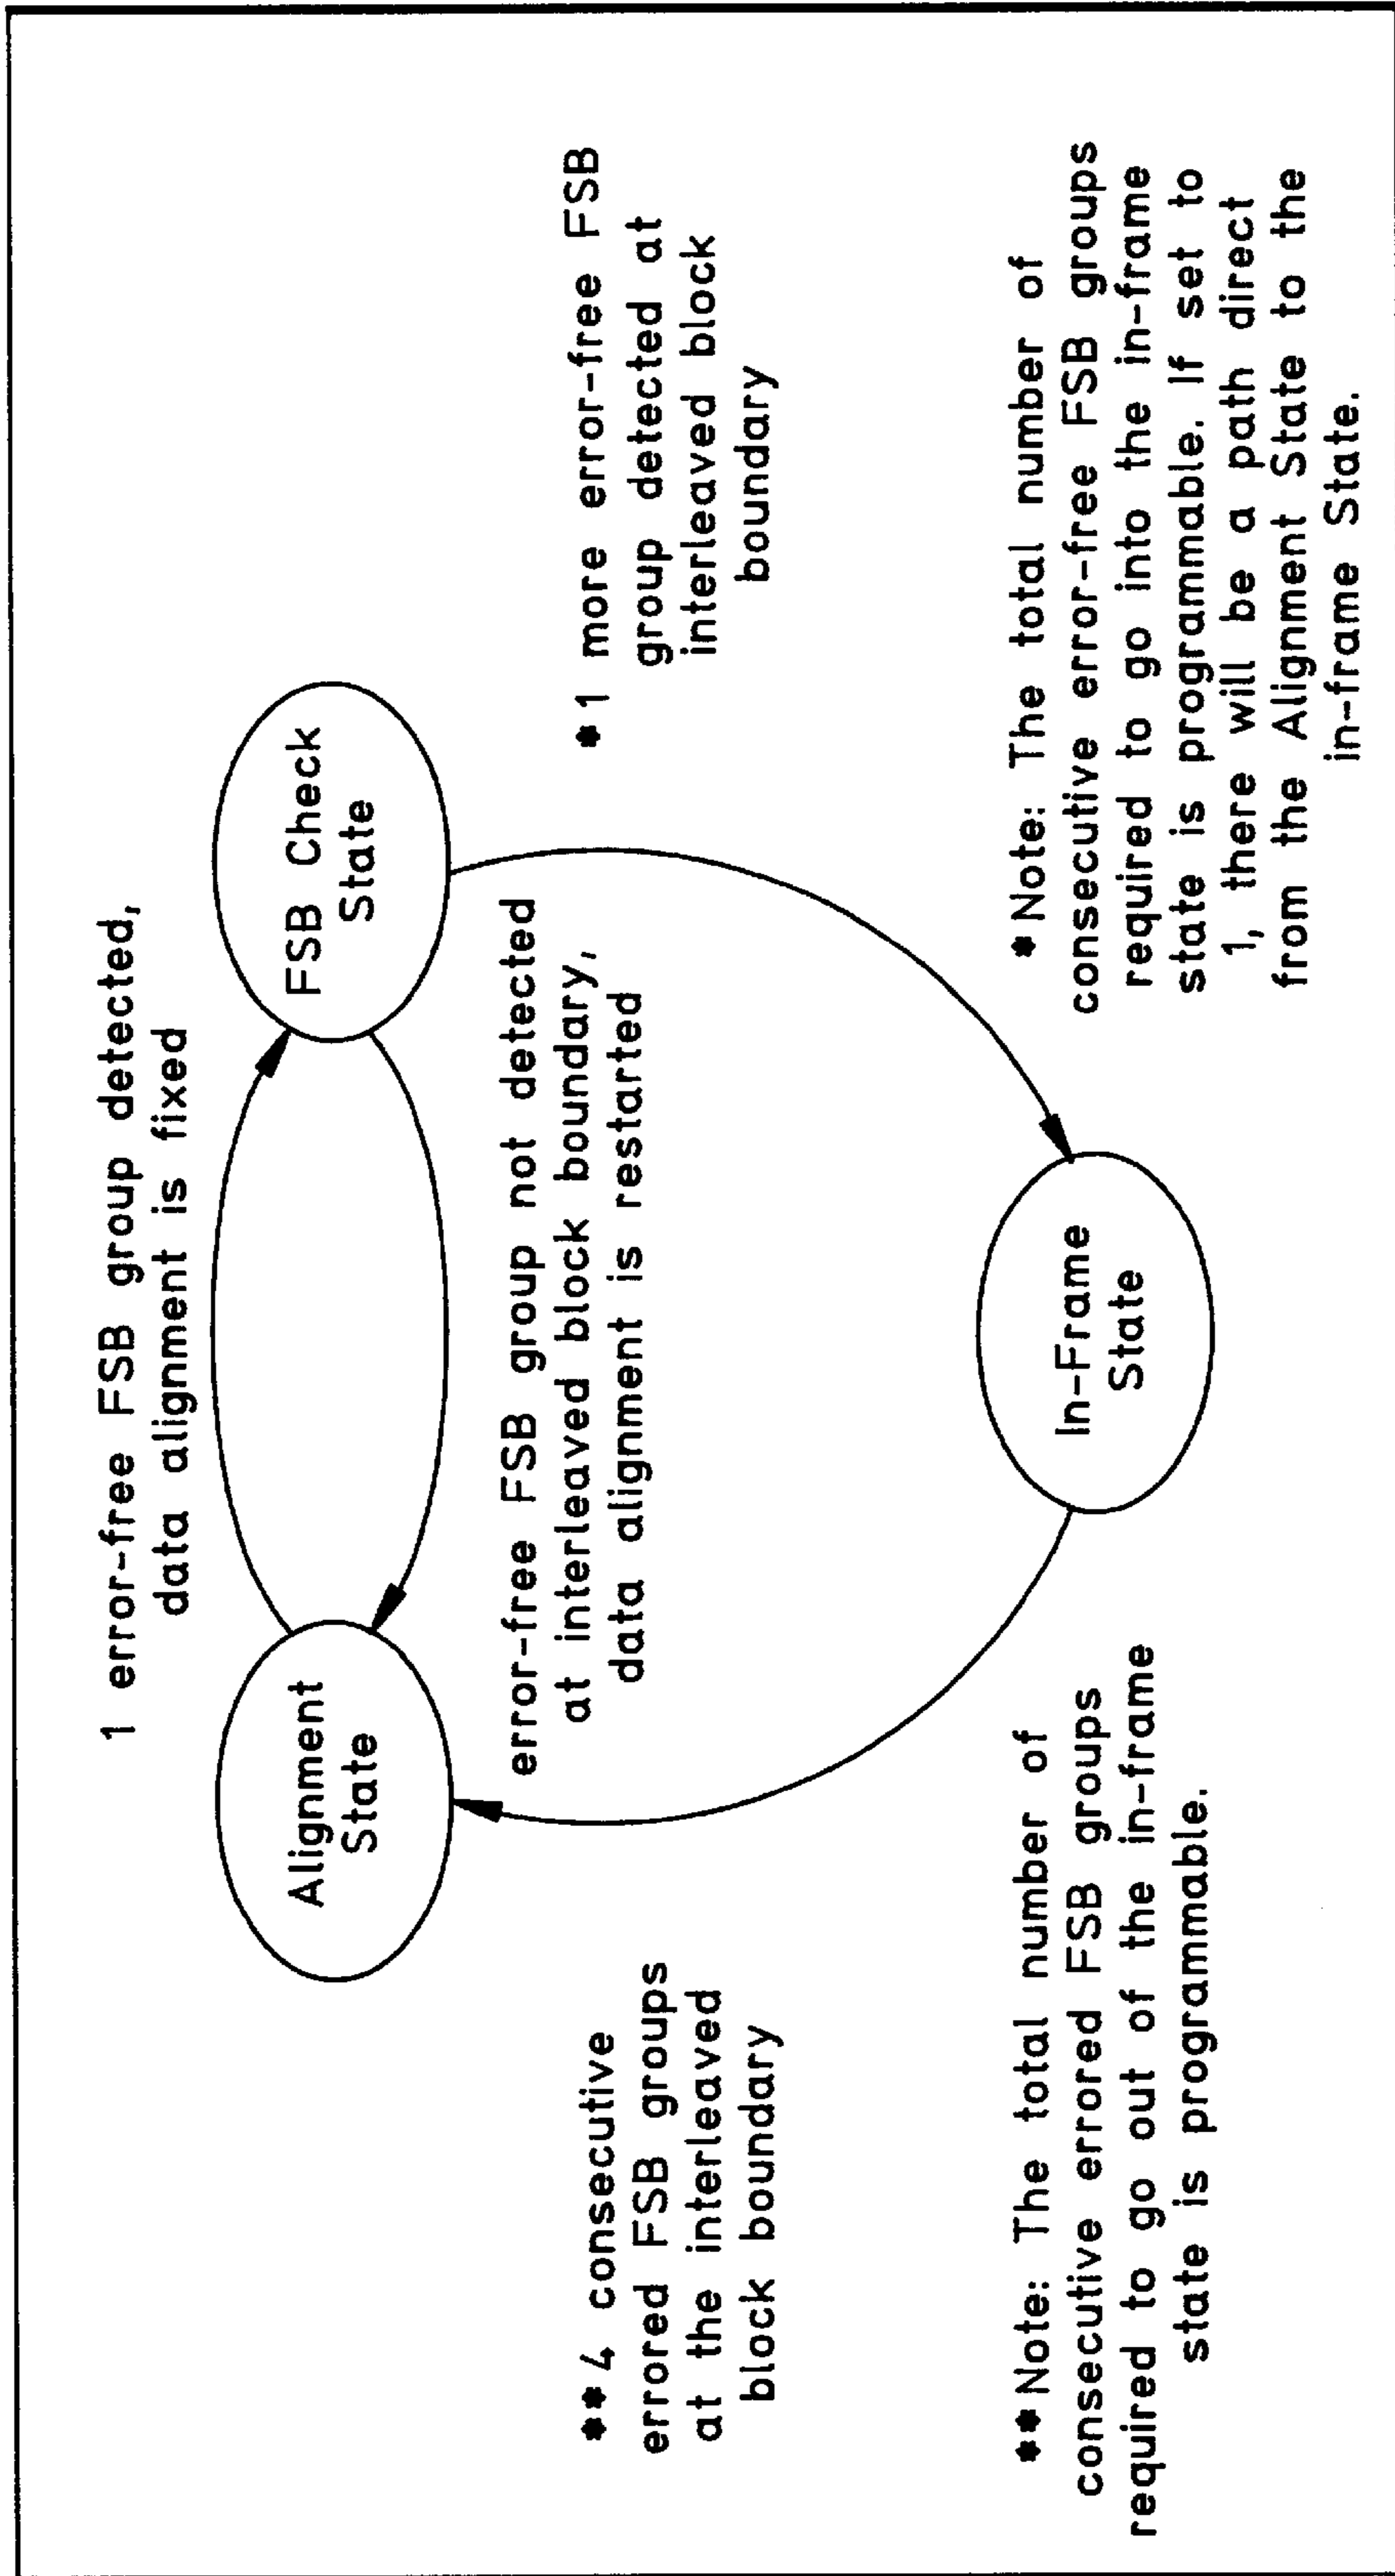 1 error-free FSB group detected,
data alignment is fixed
Alignment
State
FSB Check
State
error-free FSB group not detected
at interleaved block boundary,
data alignment is restarted
** 4 consecutive
errored FSB groups
at the interleaved
block boundary
*1 more error-free FSB
group detected at
interleaved block
boundary
In-Frame
State
** Note: The total number of
consecutive errored FSB groups
required to go out of the in-frame
state is programmable.
* Note: The total number of
consecutive error-free FSB groups
required to go into the in-frame
state is programmable. If set to
1, there will be a path direct
from the Alignment State to the
in-frame State.